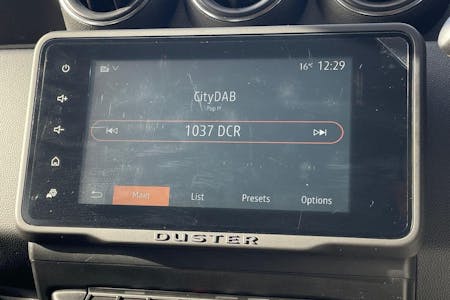 16°C 12:29
CityDAB
Pop M
1037 DCR
Main List Presets Options
DUSTER